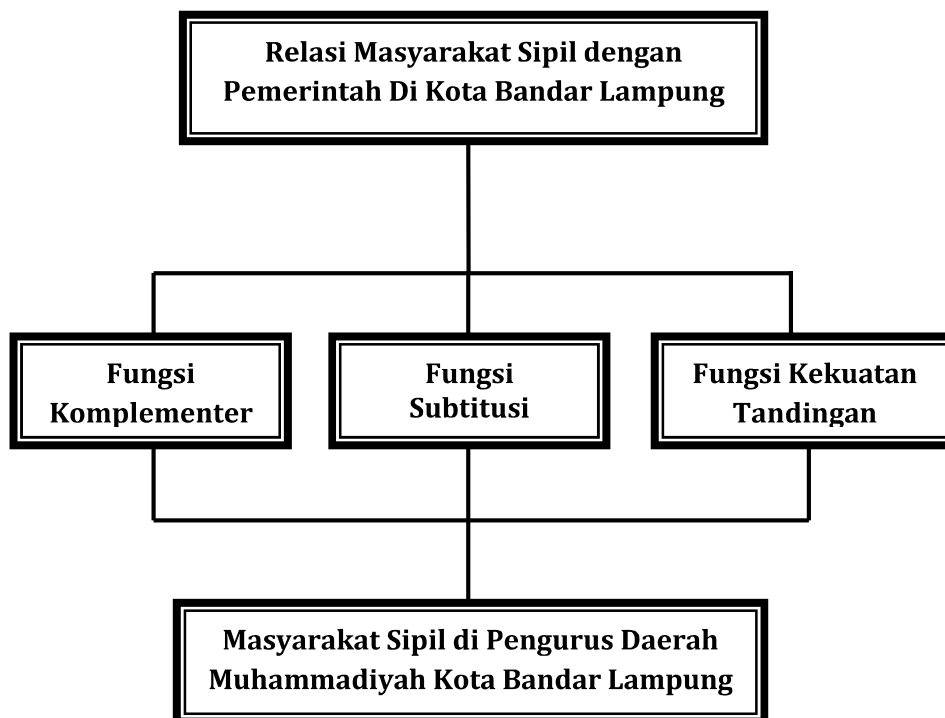 Relasi Masyarakat Sipil dengan
Pemerintah Di Kota Bandar Lampung
Fungsi
Komplementer
Fungsi
Subtitusi
Fungsi Kekuatan
Tandingan
Masyarakat Sipil di Pengurus Daerah
Muhammadiyah Kota Bandar Lampung